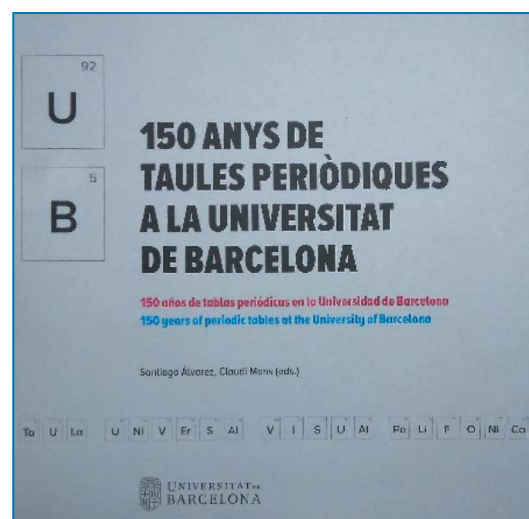 92
U
5
B
150 ANYS DE
TAULES PERIÒDIQUES
A LA UNIVERSITAT
DE BARCELONA
150 años de tablas periódicas en la Universidad de Barcelona
150 years of periodic tables at the University of Barcelona
Santiago Álvarez, Claudi Mans (eds.)
Ta U La U Ni V Er S Al V I S U Al Po Li F O Ni Ca
UNIVERSITAT DE
BARCELONA